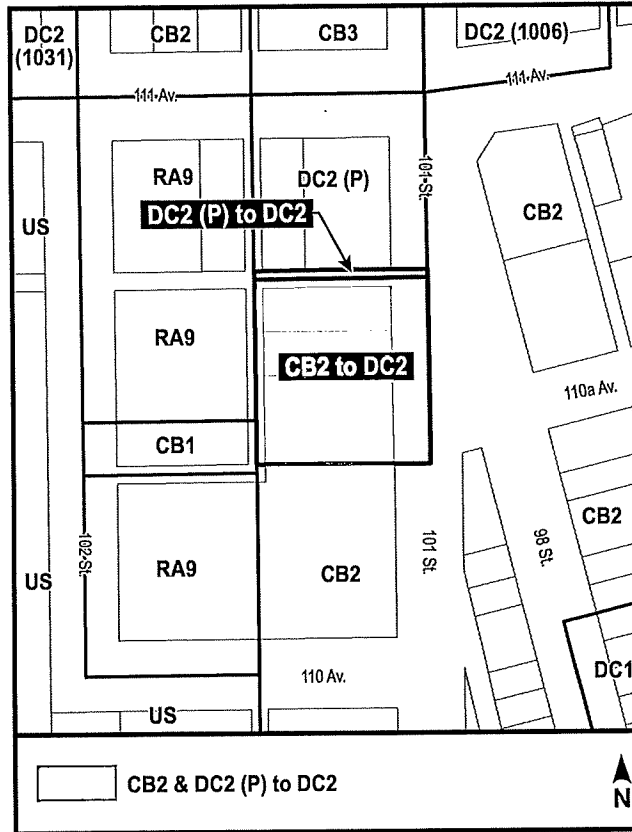 DC2
(1031)
CB2
CB3
DC2 (1006)
111 Av.
111 Av.
RA9
DC2 (P)
101 St.
CB2
US
DC2 (P) to DC2
RA9
CB2 to DC2
110a Av.
CB1
102 St.
RA9
CB2
101 St.
98 St.
CB2
US
DC1
110 Av.
US
CB2 & DC2 (P) to DC2
N